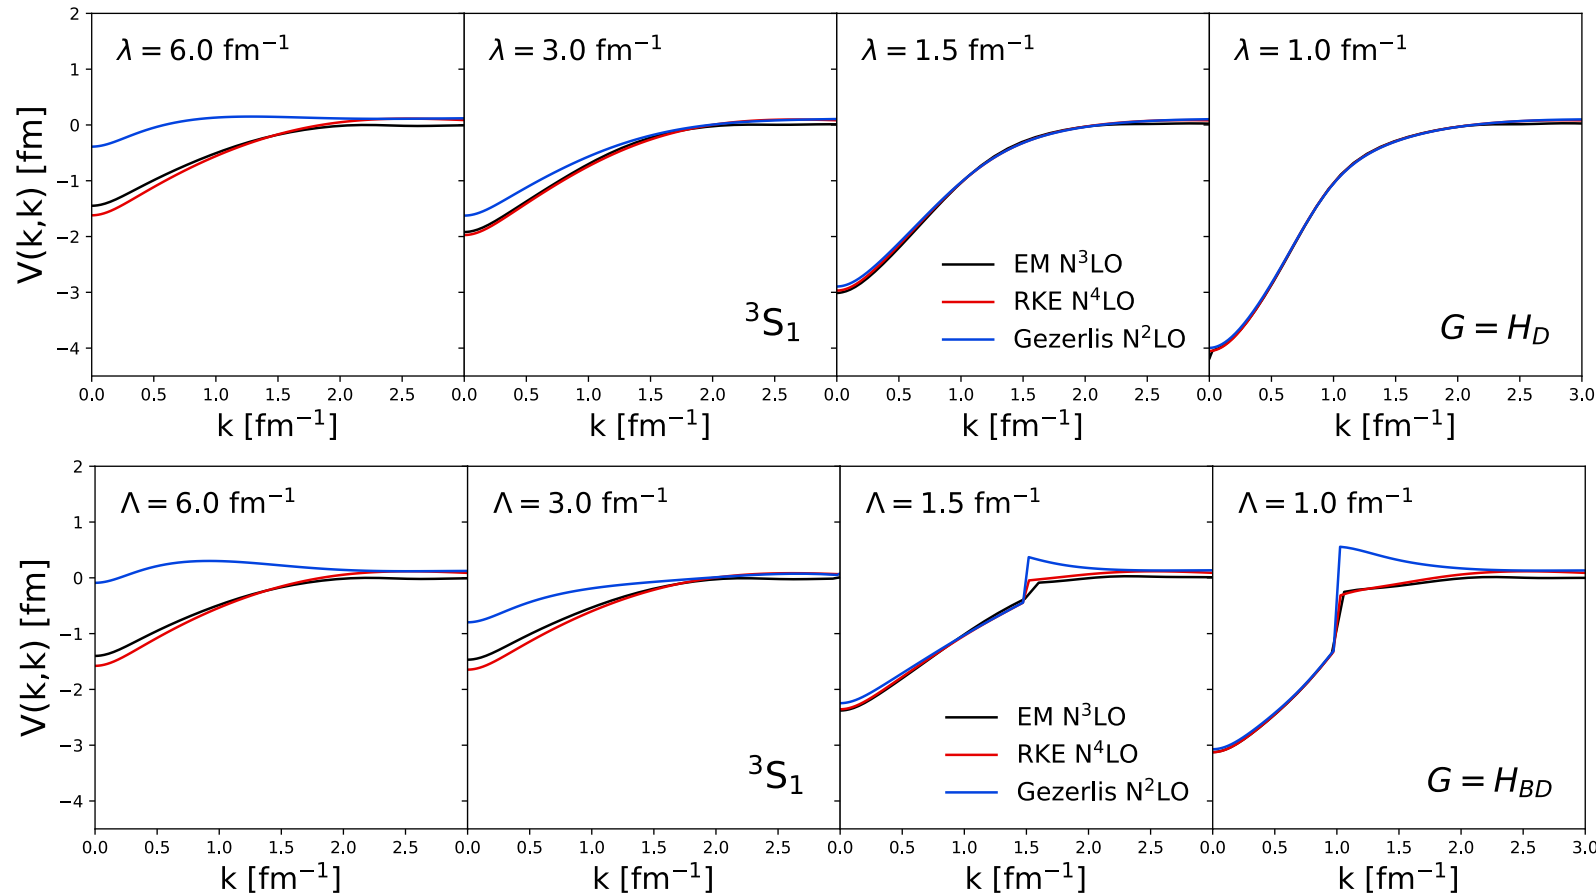 λ = 6.0 fm⁻¹
λ = 3.0 fm⁻¹
λ = 1.5 fm⁻¹
λ = 1.0 fm⁻¹
V(k,k) [fm]
2
1
0
−1
−2
−3
−4
³S₁
EM N³LO
RKE N⁴LO
Gezerlis N²LO
G = H_D
0.0 0.5 1.0 1.5 2.0 2.5 0.0 0.5 1.0 1.5 2.0 2.5 0.0 0.5 1.0 1.5 2.0 2.5 0.0 0.5 1.0 1.5 2.0 2.5 3.0
k [fm⁻¹] k [fm⁻¹] k [fm⁻¹] k [fm⁻¹]
Λ = 6.0 fm⁻¹
Λ = 3.0 fm⁻¹
Λ = 1.5 fm⁻¹
Λ = 1.0 fm⁻¹
V(k,k) [fm]
2
1
0
−1
−2
−3
−4
³S₁
EM N³LO
RKE N⁴LO
Gezerlis N²LO
G = H_BD
0.0 0.5 1.0 1.5 2.0 2.5 0.0 0.5 1.0 1.5 2.0 2.5 0.0 0.5 1.0 1.5 2.0 2.5 0.0 0.5 1.0 1.5 2.0 2.5 3.0
k [fm⁻¹] k [fm⁻¹] k [fm⁻¹] k [fm⁻¹]